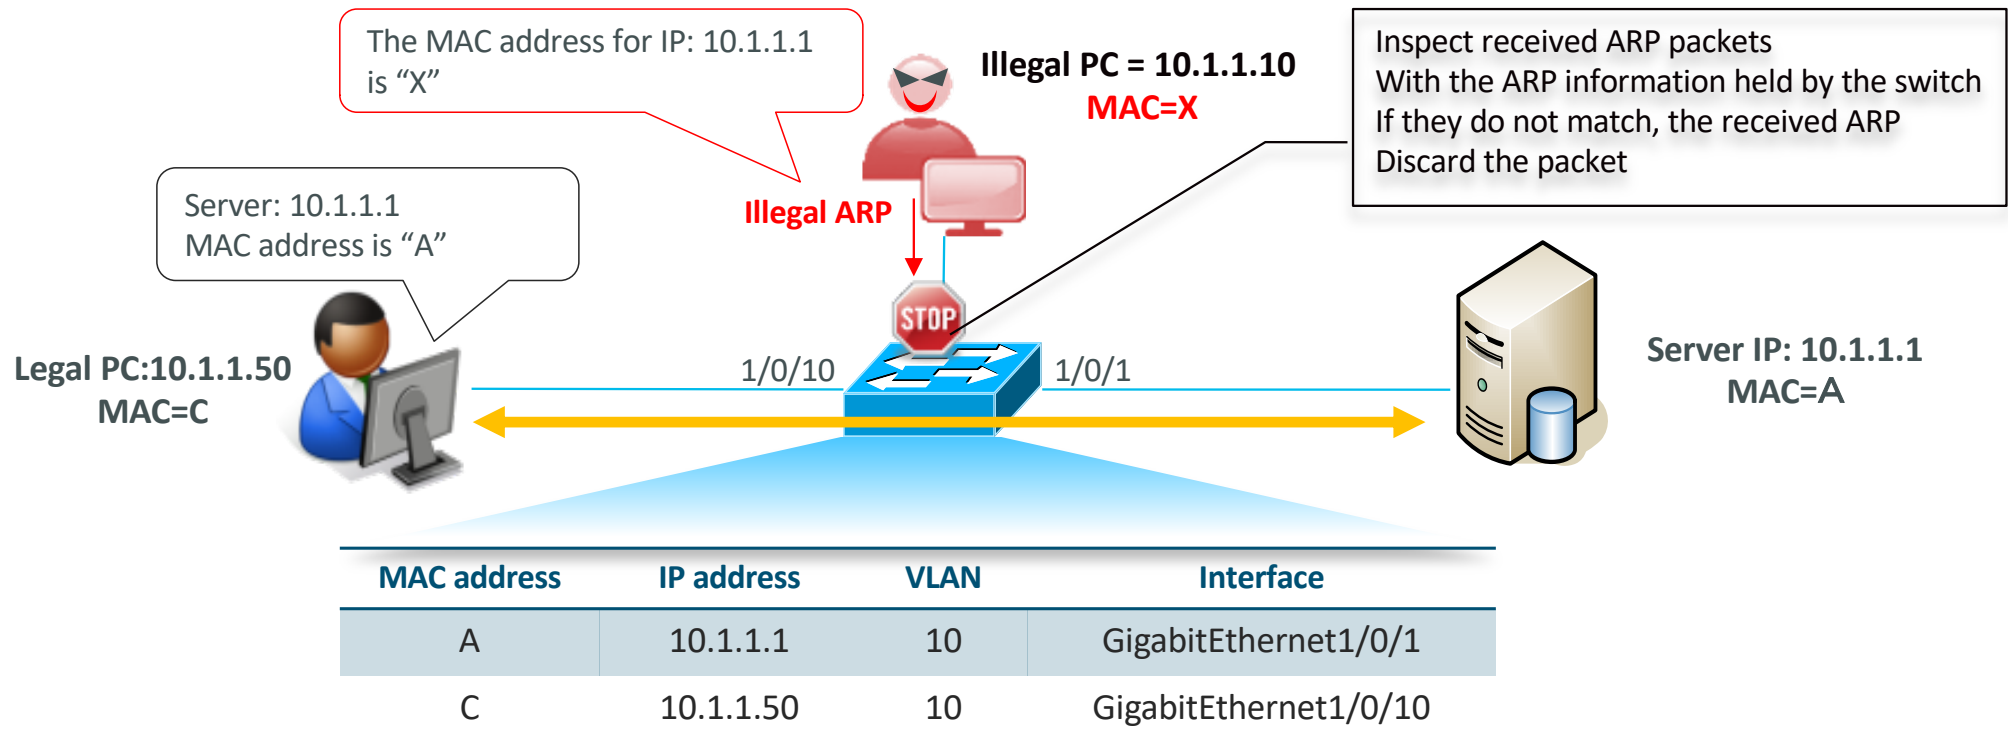 The MAC address for IP: 10.1.1.1
is “X”
Illegal PC = 10.1.1.10
MAC=X
Inspect received ARP packets
With the ARP information held by the switch
If they do not match, the received ARP
Discard the packet
Server: 10.1.1.1
MAC address is “A”
Illegal ARP
STOP
Legal PC:10.1.1.50
MAC=C
1/0/10
1/0/1
Server IP: 10.1.1.1
MAC=A
MAC address IP address VLAN Interface
A 10.1.1.1 10 GigabitEthernet1/0/1
C 10.1.1.50 10 GigabitEthernet1/0/10